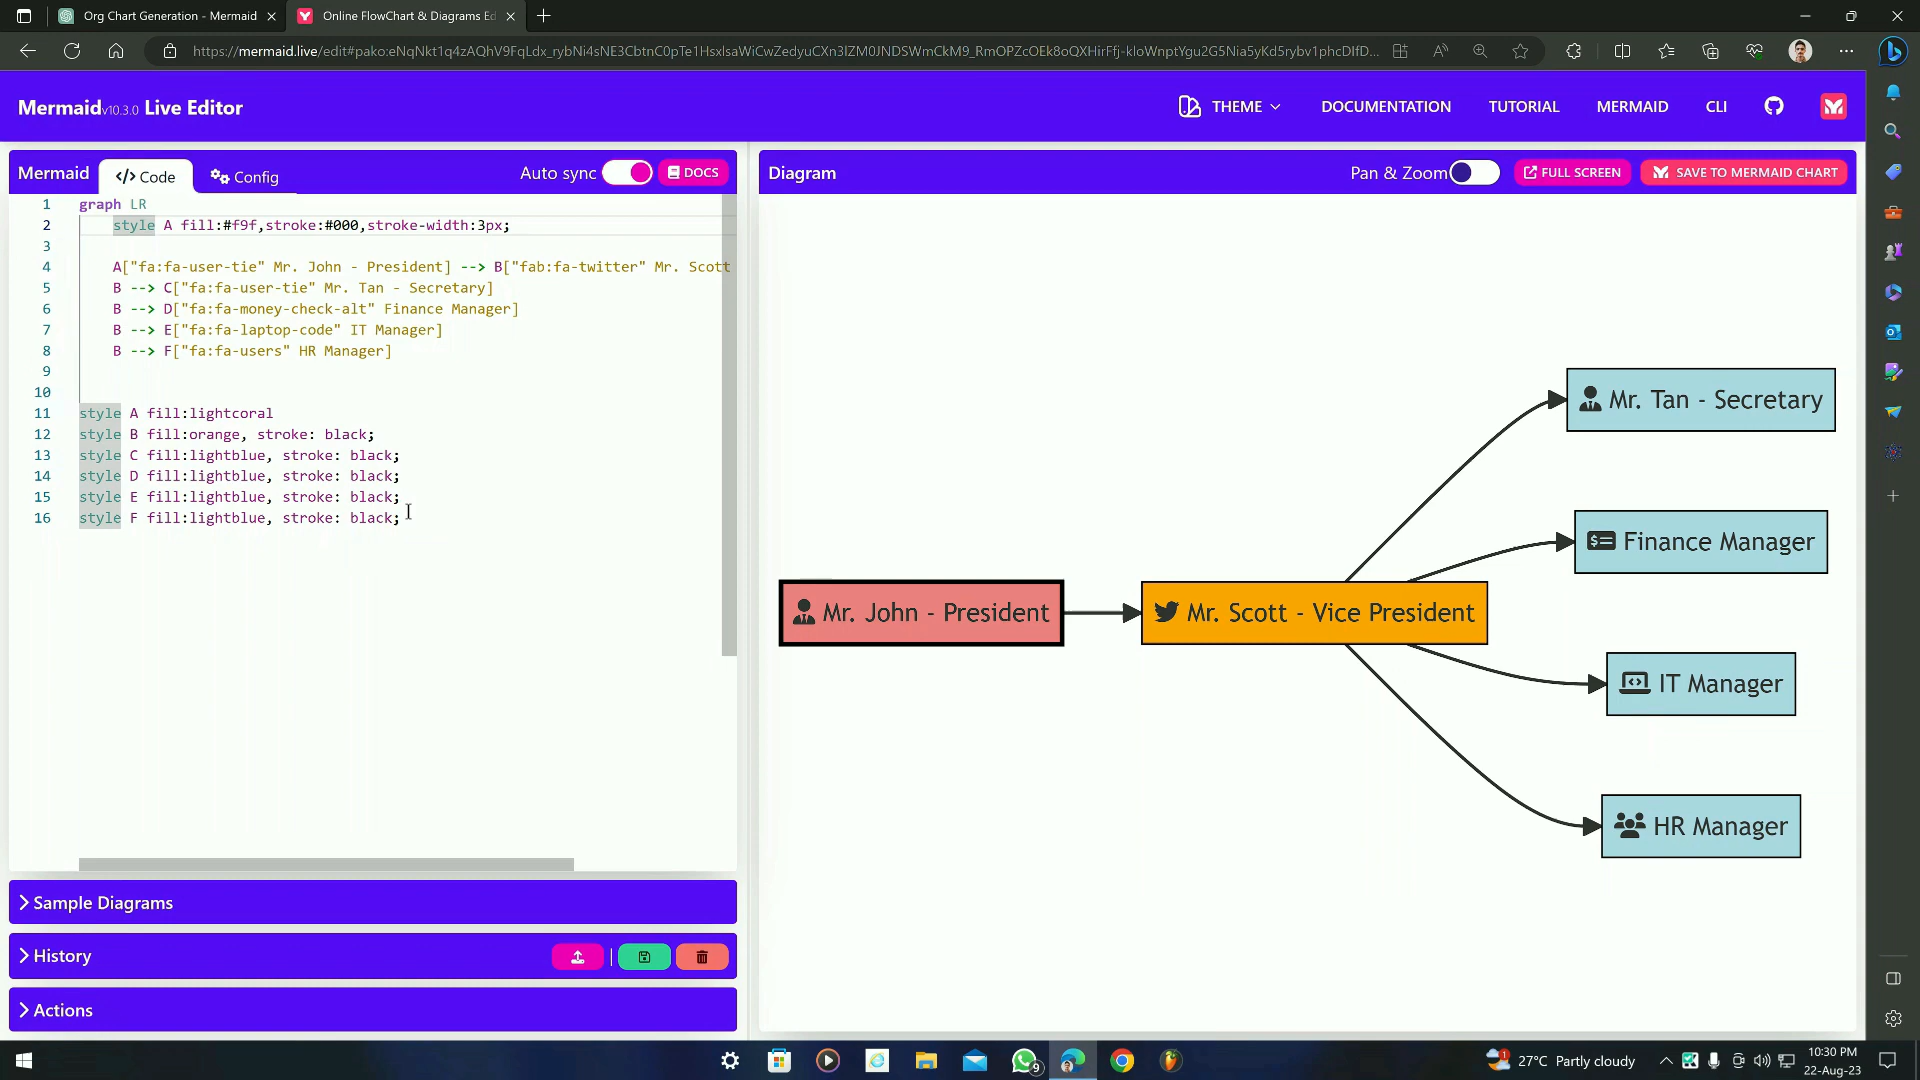 Org Chart Generation - Mermaid
Online FlowChart & Diagrams Ed
https://mermaid.live/edit#pako:eNqNkt1q4zAQhV9FqLdx_rybNi4sNE3CbtnC0pTe1HsxlsaWiCwZedyuCXn3IZM0JNDSWmCkM9_RmOPZcOEk8oQXHirFfj-kloWnptYgu2G5Nia5yKd5rybv1phcDIfD...
Mermaid v10.3.0 Live Editor
THEME
DOCUMENTATION
TUTORIAL
MERMAID
CLI
Mermaid
</> Code
Config
Auto sync
DOCS
Diagram
Pan & Zoom
FULL SCREEN
SAVE TO MERMAID CHART
1 graph LR
2 style A fill:#f9f,stroke:#000,stroke-width:3px;
3
4 A["fa:fa-user-tie" Mr. John - President] --> B["fab:fa-twitter" Mr. Scott
5 B --> C["fa:fa-user-tie" Mr. Tan - Secretary]
6 B --> D["fa:fa-money-check-alt" Finance Manager]
7 B --> E["fa:fa-laptop-code" IT Manager]
8 B --> F["fa:fa-users" HR Manager]
9
10
11 style A fill:lightcoral
12 style B fill:orange, stroke: black;
13 style C fill:lightblue, stroke: black;
14 style D fill:lightblue, stroke: black;
15 style E fill:lightblue, stroke: black;
16 style F fill:lightblue, stroke: black;
Mr. Tan - Secretary
Finance Manager
Mr. John - President
Mr. Scott - Vice President
IT Manager
HR Manager
Sample Diagrams
History
Actions
9
1
27°C Partly cloudy
10:30 PM
22-Aug-23